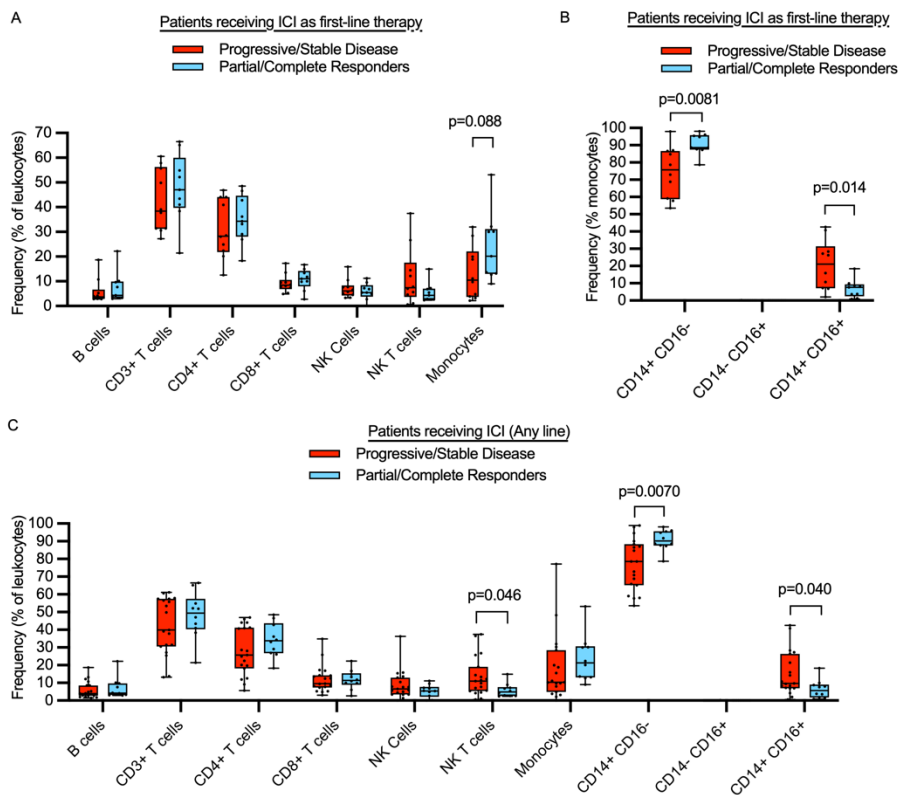 A
Patients receiving ICI as first-line therapy
Progressive/Stable Disease
Partial/Complete Responders
Frequency (% of leukocytes)
70
60
50
40
30
20
10
0
p=0.088
B cells
CD3+ T cells
CD4+ T cells
CD8+ T cells
NK Cells
NK T cells
Monocytes
B
Patients receiving ICI as first-line therapy
Progressive/Stable Disease
Partial/Complete Responders
Frequency (% monocytes)
100
90
80
70
60
50
40
30
20
10
0
p=0.0081
p=0.014
CD14+ CD16-
CD14- CD16+
CD14+ CD16+
C
Patients receiving ICI (Any line)
Progressive/Stable Disease
Partial/Complete Responders
Frequency (% of leukocytes)
100
90
80
70
60
50
40
30
20
10
0
p=0.046
p=0.0070
p=0.040
B cells
CD3+ T cells
CD4+ T cells
CD8+ T cells
NK Cells
NK T cells
Monocytes
CD14+ CD16-
CD14- CD16+
CD14+ CD16+